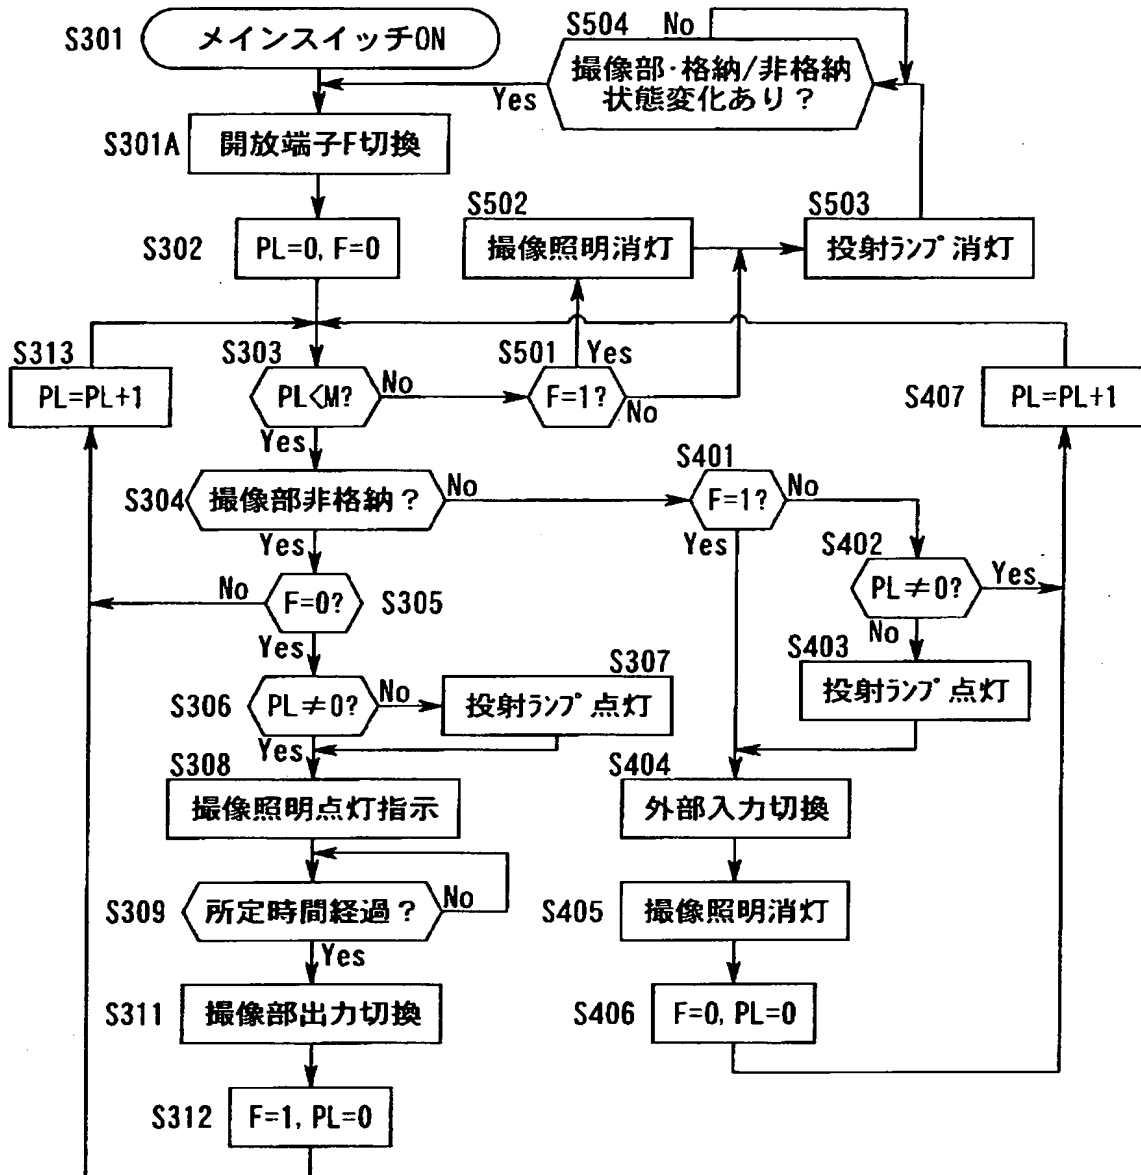 S301
メインスイッチON
S504
No
撮像部·格納/非格納
状態変化あり?
Yes
S301A
開放端子F切換
S302
PL=0, F=0
S502
撮像照明消灯
S503
投射ランプ消灯
S313
PL=PL+1
S303
PL<M?
No
Yes
S501
F=1?
Yes
No
S407
PL=PL+1
S304
撮像部非格納?
No
Yes
S401
F=1?
No
Yes
S402
PL≠0?
Yes
No
S305
F=0?
No
Yes
S403
投射ランプ点灯
S306
PL≠0?
No
Yes
S307
投射ランプ点灯
S308
撮像照明点灯指示
S404
外部入力切換
S309
所定時間経過?
No
Yes
S405
撮像照明消灯
S311
撮像部出力切換
S406
F=0, PL=0
S312
F=1, PL=0